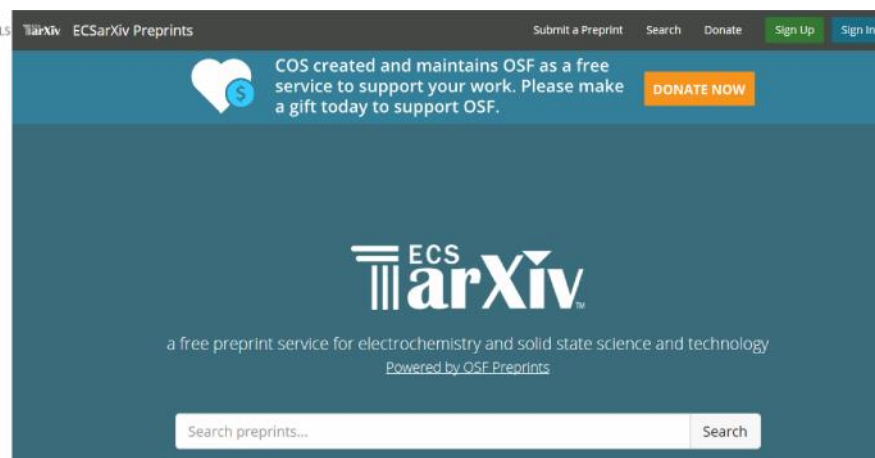 LS
ECSarXiv Preprints
Submit a Preprint
Search
Donate
Sign Up
Sign In
COS created and maintains OSF as a free
service to support your work. Please make
a gift today to support OSF.
$
DONATE NOW
ECS
arXiv
TM
a free preprint service for electrochemistry and solid state science and technology
Powered by OSF Preprints
Search preprints...
Search